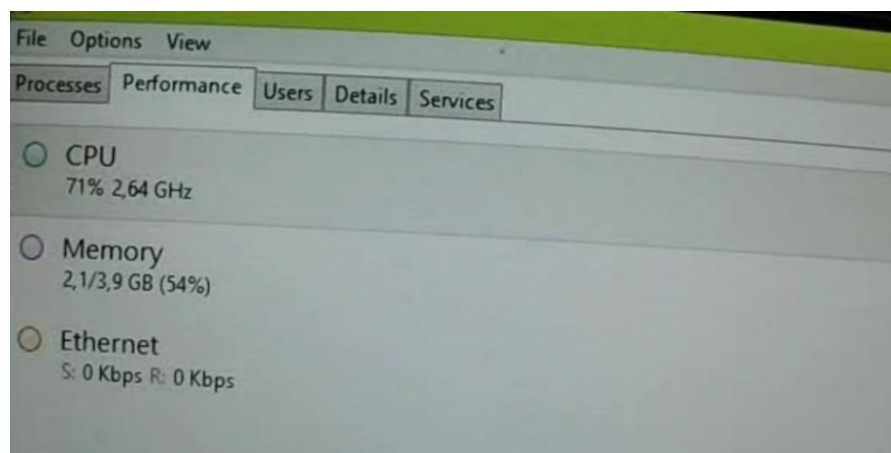 File Options View
Processes Performance Users Details Services
CPU
71% 2,64 GHz
Memory
2,1/3,9 GB (54%)
Ethernet
S: 0 Kbps R: 0 Kbps